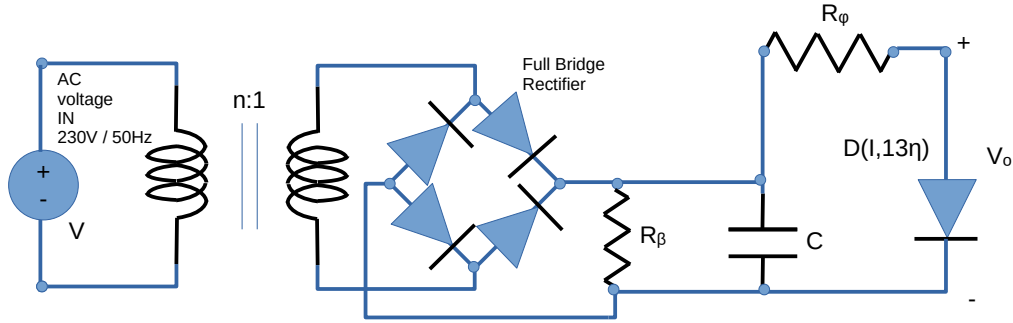 AC
voltage
IN
230V / 50Hz
+
-
V
n:1
Full Bridge
Rectifier
Rβ
C
Rφ
+
D(I,13η)
Vo
-